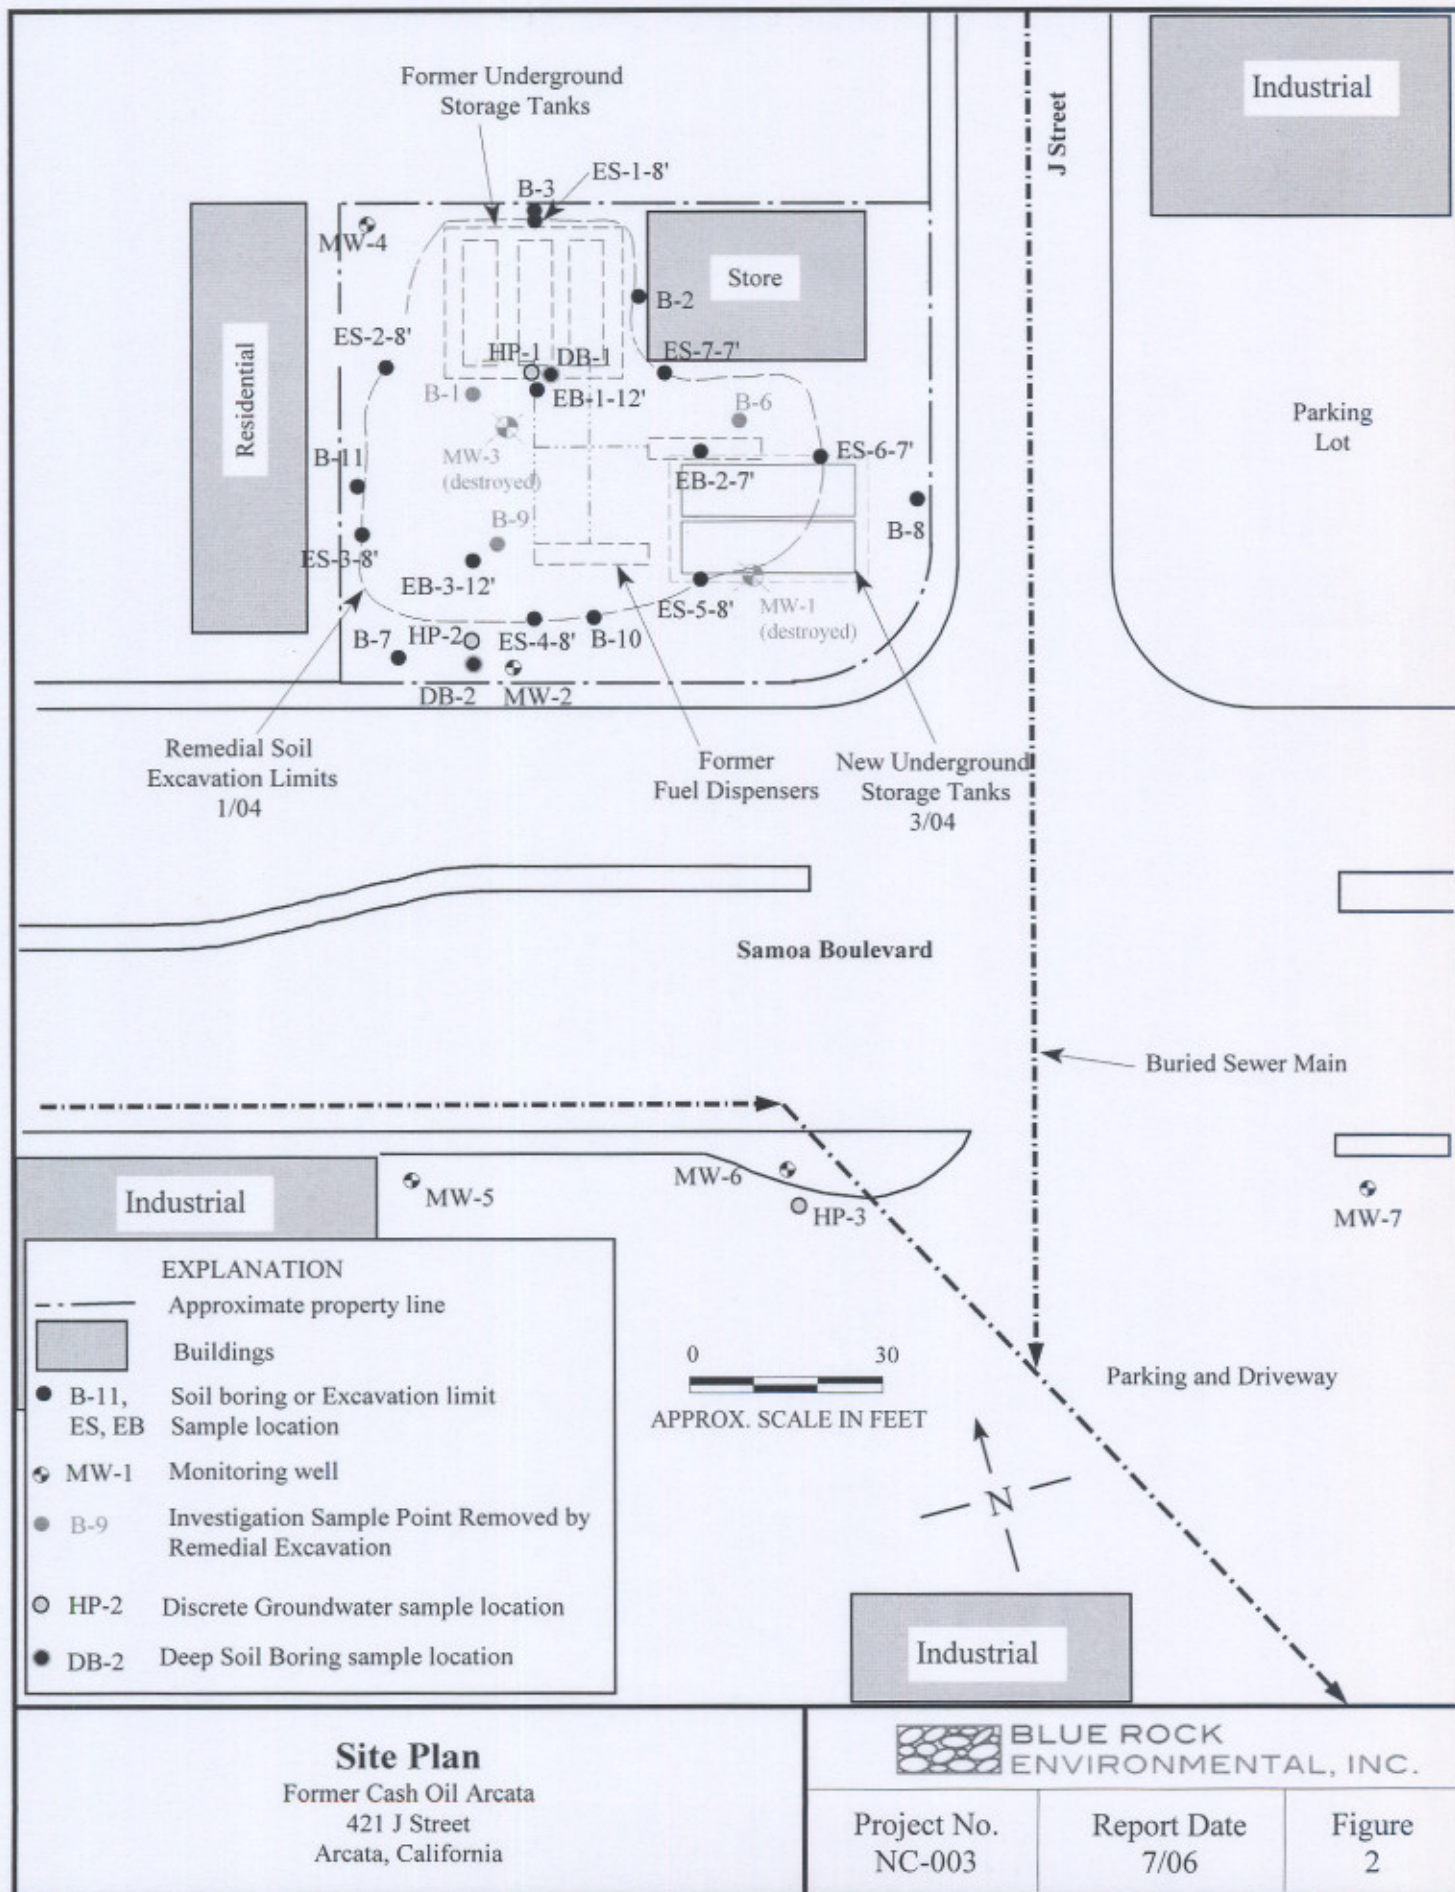 Former Underground
Storage Tanks
Industrial
J Street
ES-1-8'
B-3
MW-4
Store
B-2
ES-2-8'
HP-1
DB-1
ES-7-7'
Residential
B-1
EB-1-12'
B-6
Parking
Lot
MW-3
(destroyed)
B-11
ES-6-7'
EB-2-7'
B-9
B-8
ES-3-8'
EB-3-12'
ES-5-8'
MW-1
(destroyed)
B-7
HP-2
ES-4-8'
B-10
DB-2
MW-2
Remedial Soil
Excavation Limits
1/04
Former
Fuel Dispensers
New Underground
Storage Tanks
3/04
Samoa Boulevard
Buried Sewer Main
MW-6
MW-5
HP-3
MW-7
Industrial
EXPLANATION
Approximate property line
Buildings
B-11, Soil boring or Excavation limit
ES, EB Sample location
MW-1 Monitoring well
B-9 Investigation Sample Point Removed by
Remedial Excavation
HP-2 Discrete Groundwater sample location
DB-2 Deep Soil Boring sample location
0 30
APPROX. SCALE IN FEET
Parking and Driveway
N
Industrial
Site Plan
Former Cash Oil Arcata
421 J Street
Arcata, California
BLUE ROCK
ENVIRONMENTAL, INC.
Project No.
NC-003
Report Date
7/06
Figure
2